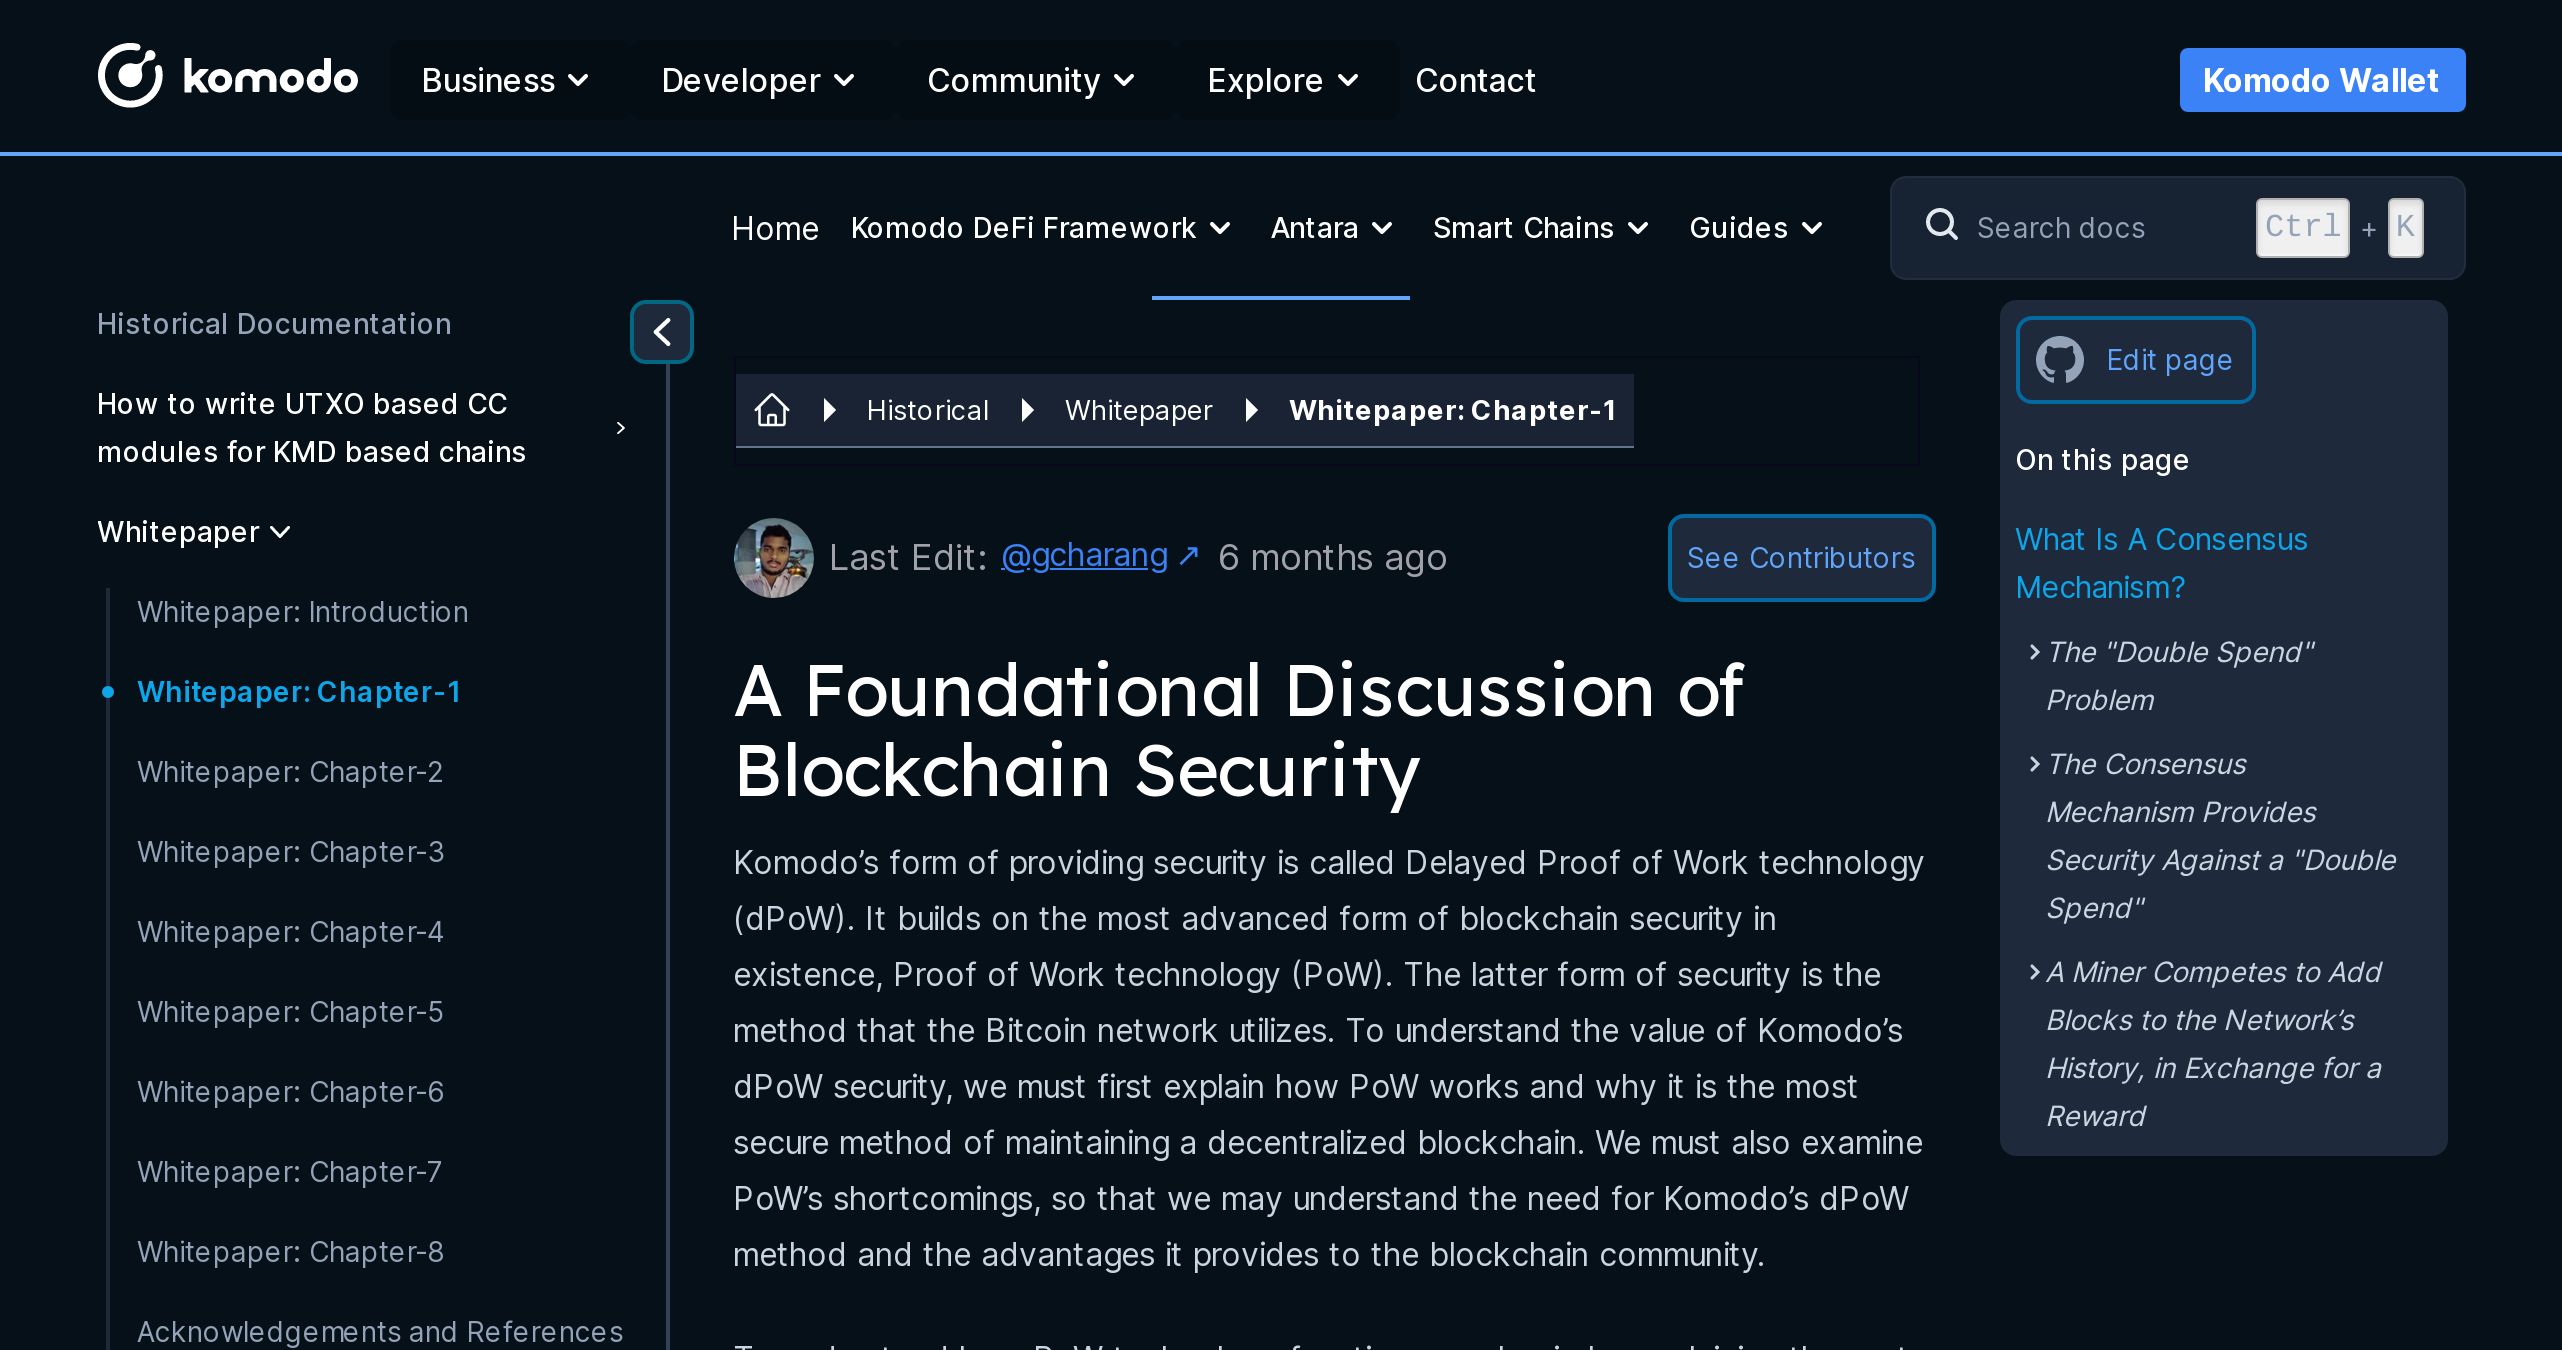 komodo
Business
Developer
Community
Explore
Contact
Komodo Wallet
Home
Komodo DeFi Framework
Antara
Smart Chains
Guides
Search docs
Ctrl + K
Historical Documentation
How to write UTXO based CC
modules for KMD based chains
Whitepaper
Whitepaper: Introduction
Whitepaper: Chapter-1
Whitepaper: Chapter-2
Whitepaper: Chapter-3
Whitepaper: Chapter-4
Whitepaper: Chapter-5
Whitepaper: Chapter-6
Whitepaper: Chapter-7
Whitepaper: Chapter-8
Acknowledgements and References
Historical
Whitepaper
Whitepaper: Chapter-1
Last Edit: @gcharang ↗ 6 months ago
See Contributors
A Foundational Discussion of
Blockchain Security
Komodo’s form of providing security is called Delayed Proof of Work technology
(dPoW). It builds on the most advanced form of blockchain security in
existence, Proof of Work technology (PoW). The latter form of security is the
method that the Bitcoin network utilizes. To understand the value of Komodo’s
dPoW security, we must first explain how PoW works and why it is the most
secure method of maintaining a decentralized blockchain. We must also examine
PoW’s shortcomings, so that we may understand the need for Komodo’s dPoW
method and the advantages it provides to the blockchain community.
Edit page
On this page
What Is A Consensus
Mechanism?
The "Double Spend"
Problem
The Consensus
Mechanism Provides
Security Against a "Double
Spend"
A Miner Competes to Add
Blocks to the Network’s
History, in Exchange for a
Reward